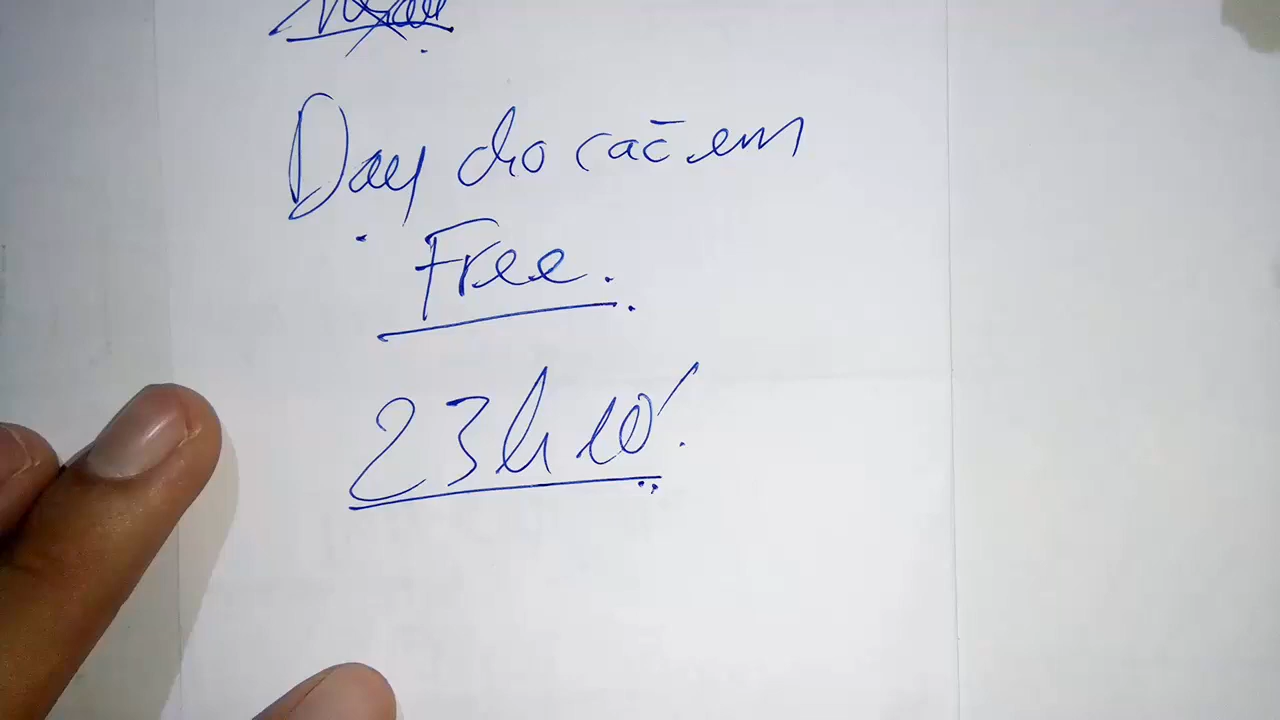 Dạy cho các em
Free.
23h10'.